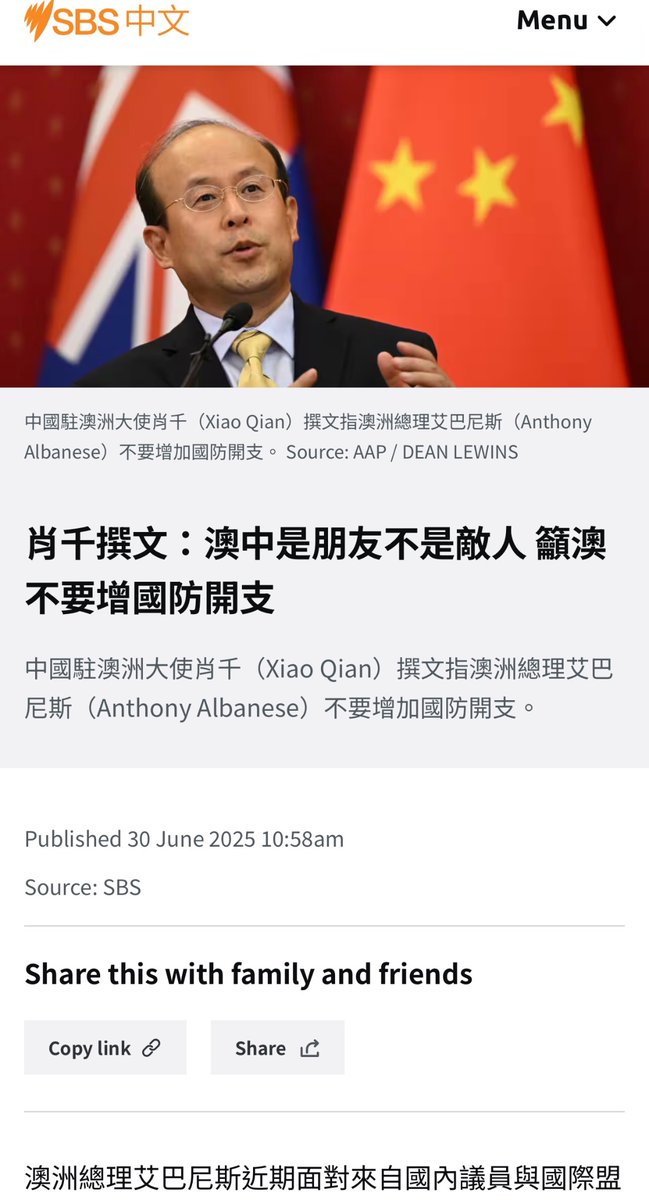 SBS中文
Menu
中國駐澳洲大使肖千（Xiao Qian）撰文指澳洲總理艾巴尼斯（Anthony
Albanese）不要增加國防開支。 Source: AAP / DEAN LEWINS
肖千撰文：澳中是朋友不是敵人 籲澳
不要增國防開支
中國駐澳洲大使肖千（Xiao Qian）撰文指澳洲總理艾巴
尼斯（Anthony Albanese）不要增加國防開支。
Published 30 June 2025 10:58am
Source: SBS
Share this with family and friends
Copy link
Share
澳洲總理艾巴尼斯近期面對來自國內議員與國際盟